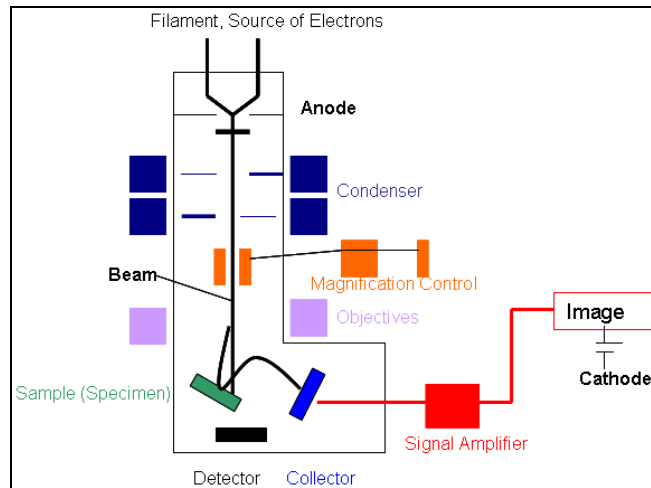 Filament, Source of Electrons
Anode
Condenser
Beam
Magnification Control
Objectives
Image
Cathode
Sample (Specimen)
Signal Amplifier
Detector Collector